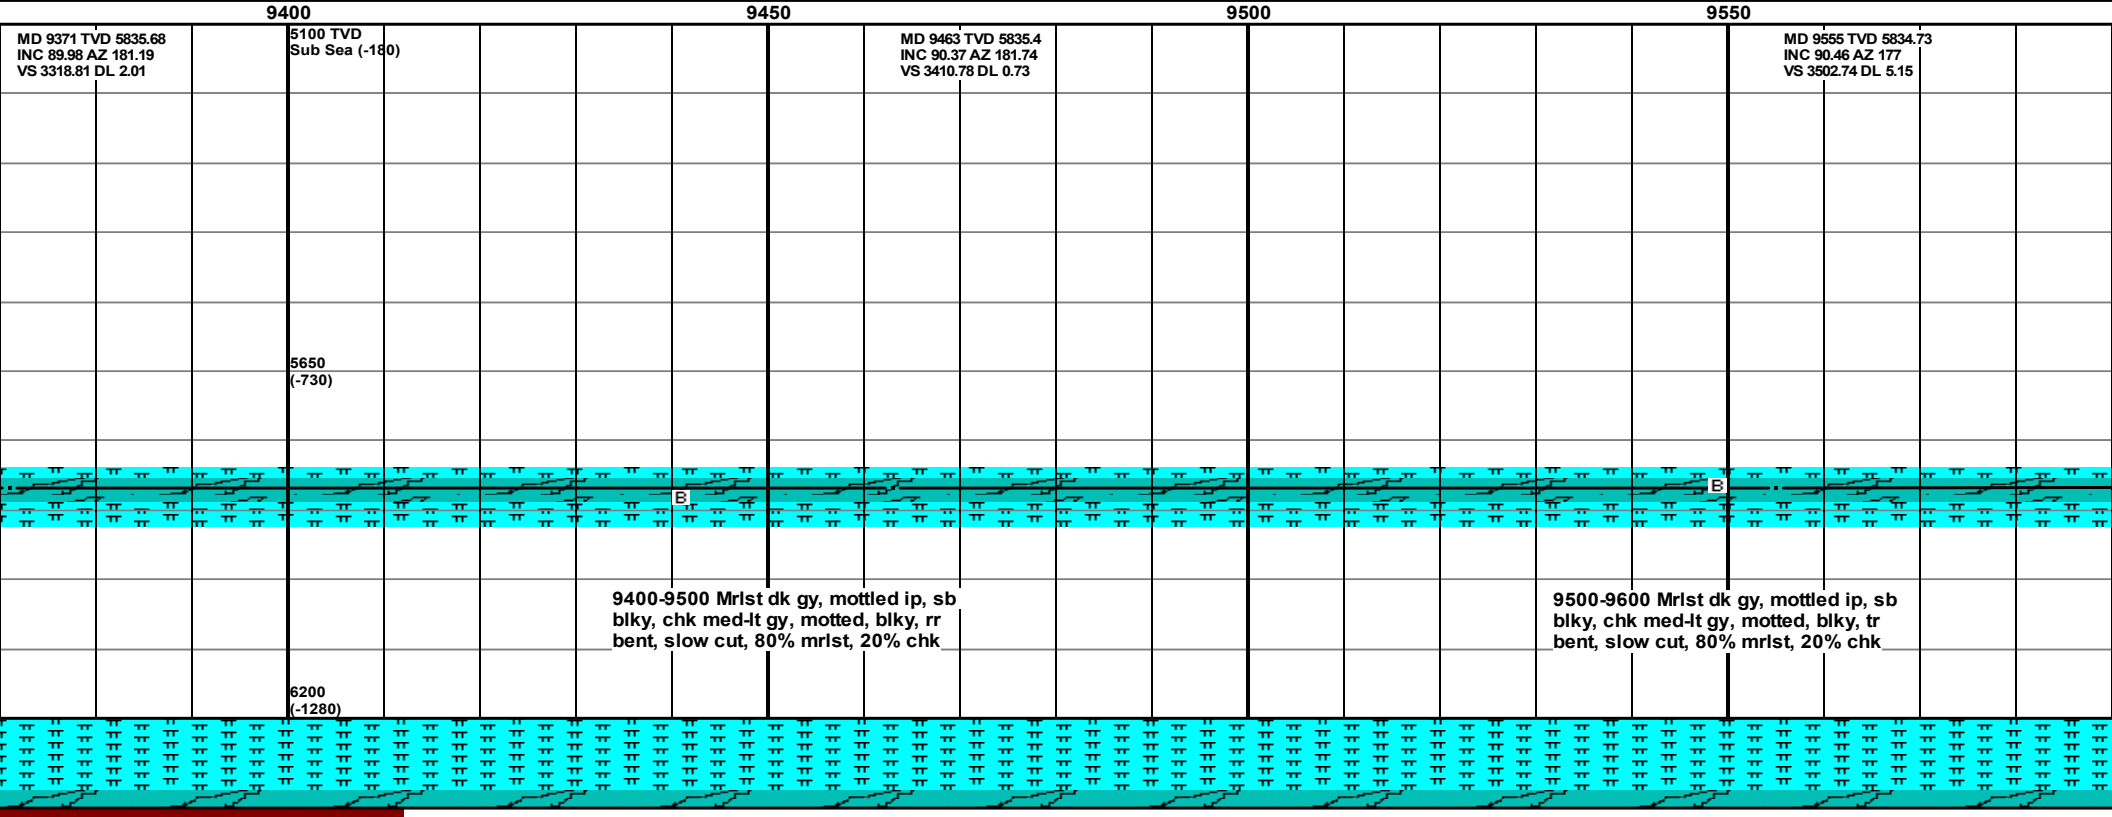 9400 9450 9500 9550
MD 9371 TVD 5835.68
INC 89.98 AZ 181.19
VS 3318.81 DL 2.01
5100 TVD
Sub Sea (-180)
MD 9463 TVD 5835.4
INC 90.37 AZ 181.74
VS 3410.78 DL 0.73
MD 9555 TVD 5834.73
INC 90.46 AZ 177
VS 3502.74 DL 5.15
5650
(-730)
B
B
9400-9500 Mrlst dk gy, mottled ip, sb
blky, chk med-lt gy, motted, blky, rr
bent, slow cut, 80% mrlst, 20% chk
9500-9600 Mrlst dk gy, mottled ip, sb
blky, chk med-lt gy, motted, blky, tr
bent, slow cut, 80% mrlst, 20% chk
6200
(-1280)